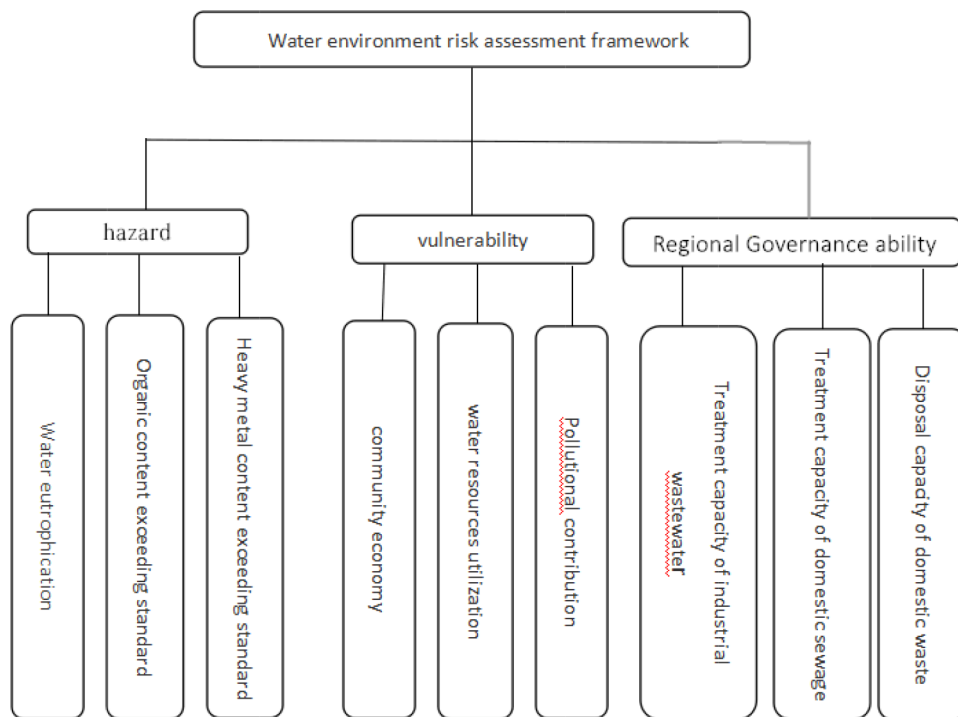 Water environment risk assessment framework
hazard
vulnerability
Regional Governance ability
Water eutrophication
Organic content exceeding standard
Heavy metal content exceeding standard
community economy
water resources utilization
Pollutional contribution
Treatment capacity of industrial
wastewater
Treatment capacity of domestic sewage
Disposal capacity of domestic waste